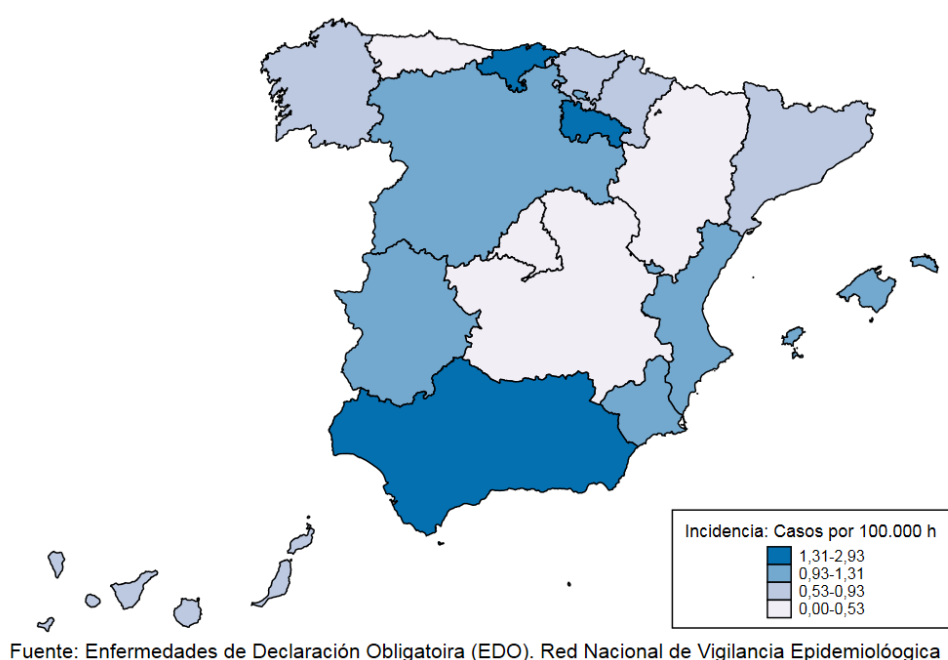 Incidencia: Casos por 100.000 h
1,31-2,93
0,93-1,31
0,53-0,93
0,00-0,53
Fuente: Enfermedades de Declaración Obligatoira (EDO). Red Nacional de Vigilancia Epidemiolóogica